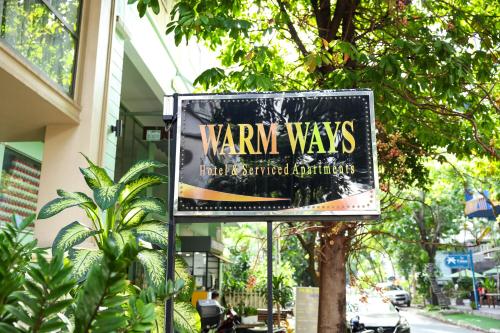 WARM WAYS
Hotel & Serviced Apartments